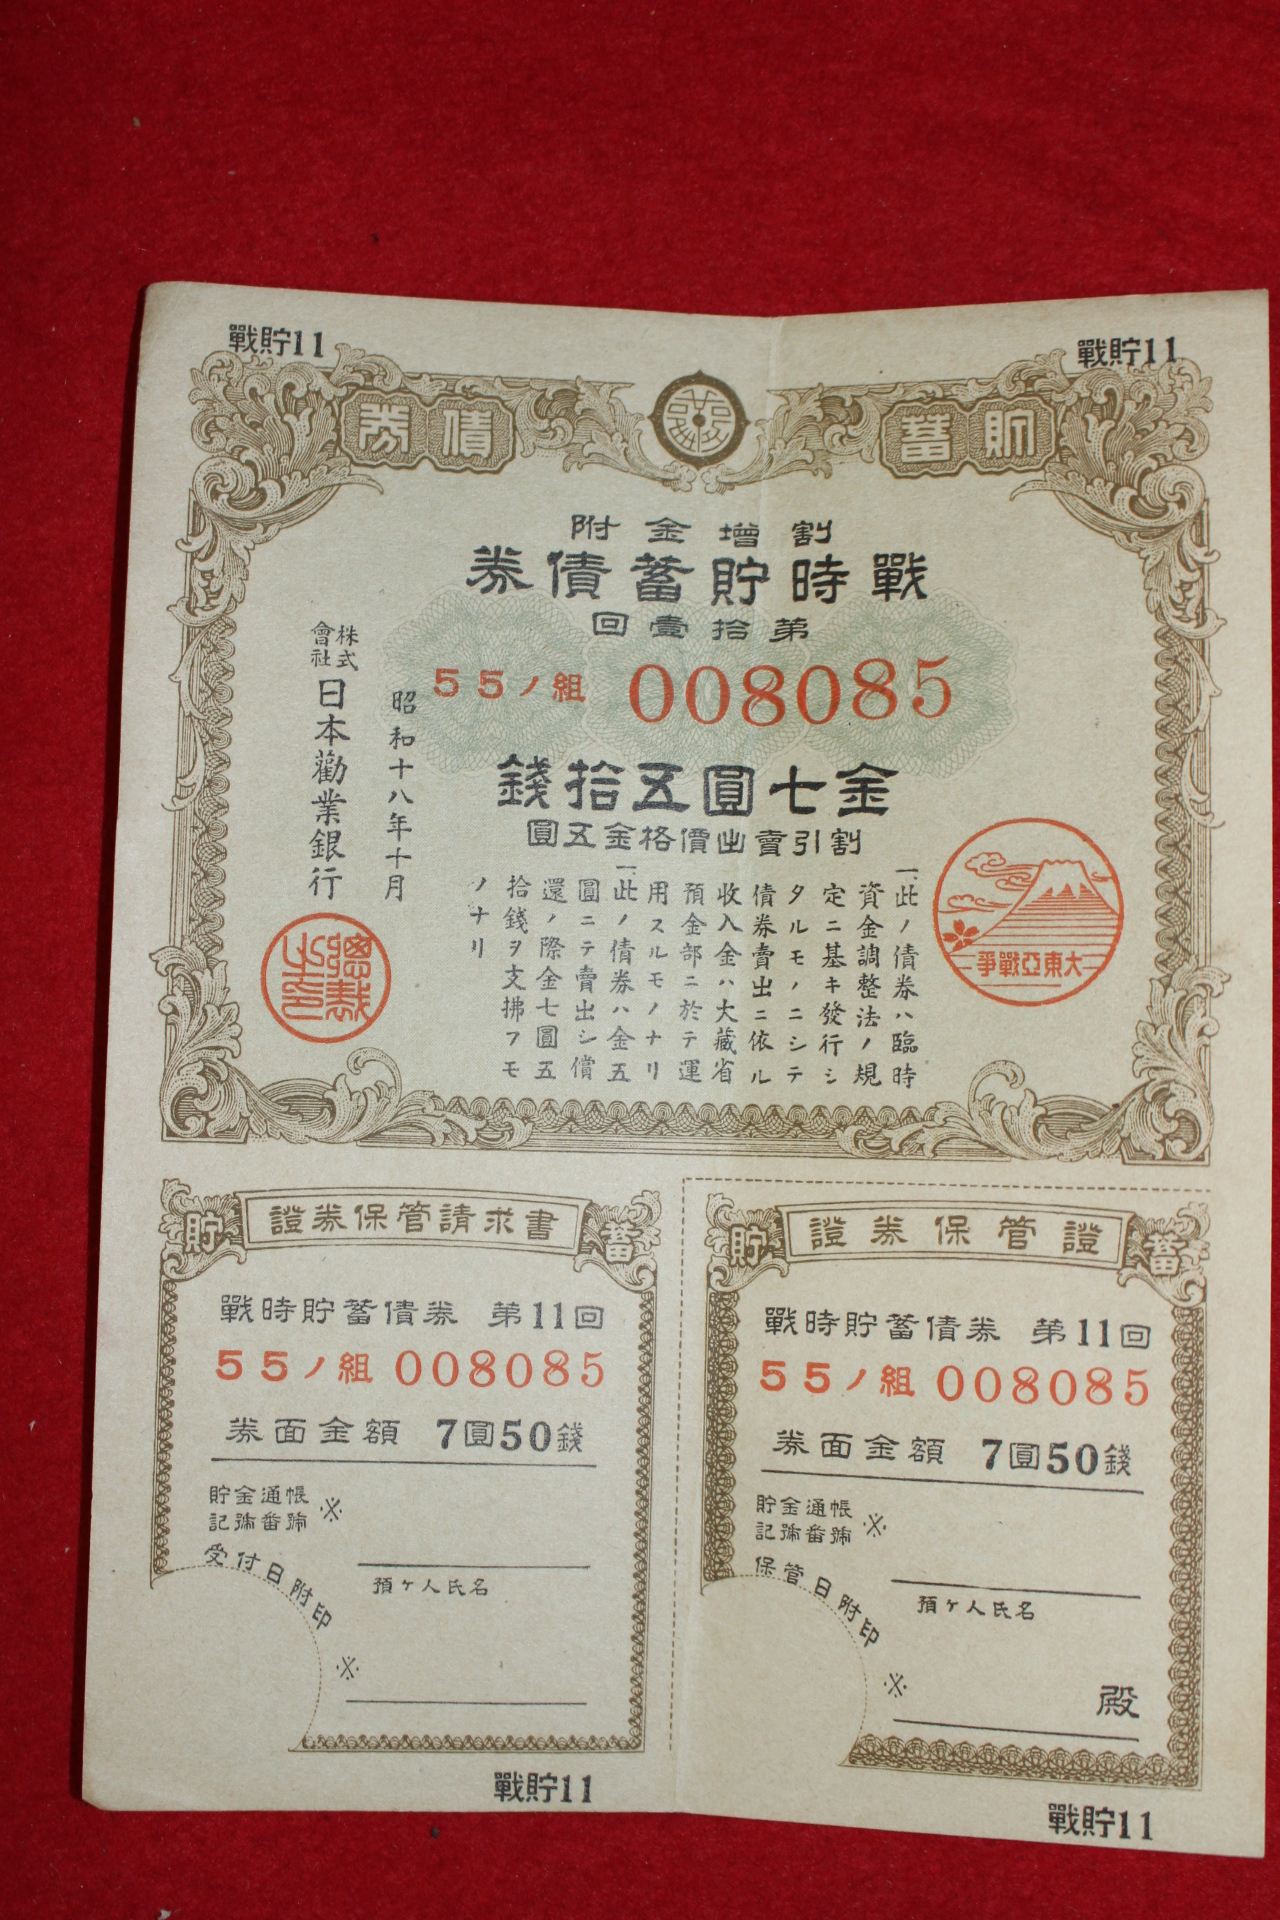 戰貯11
戰貯11
貯蓄
債券
割增金附
戰時貯蓄債券
第拾壹回
55ノ組 008085
金七圓五拾錢
割引賣出價格金五圓
一、此ノ債券ハ臨時
資金調整法ノ規
定ニ基キ發行シ
タルモノニシテ
債券賣出ニ依ル
收入金ハ大藏省
預金部ニ於テ運
用スルモノナリ
一、此ノ債券ハ金五
圓ニテ賣出シ償
還ノ際金七圓五
拾錢ヲ支拂フモ
ノナリ
昭和十八年十月
株式會社日本勸業銀行
總裁之印
大東亞戰爭
貯
證券保管請求書
蓄
戰時貯蓄債券 第11回
55ノ組 008085
券面金額 7圓50錢
貯金通帳
記號番號
※
受付日附印
預ケ人氏名
※
戰貯11
貯
證券保管證
蓄
戰時貯蓄債券 第11回
55ノ組 008085
券面金額 7圓50錢
貯金通帳
記號番號
※
保管日附印
預ケ人氏名
※
殿
戰貯11